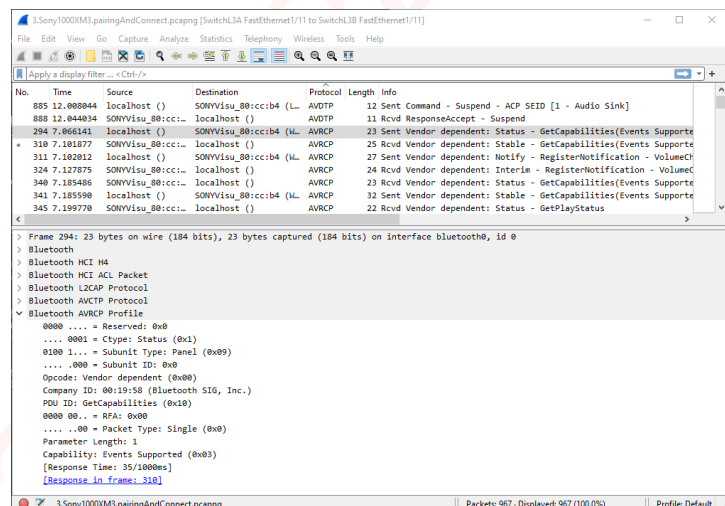 3.Sony1000XM3.pairingAndConnect.pcapng [SwitchL3A FastEthernet1/11 to SwitchL3B FastEthernet1/11]
File Edit View Go Capture Analyze Statistics Telephony Wireless Tools Help
Apply a display filter ... <Ctrl-/>
No. Time Source Destination Protocol Length Info
885 12.008044 localhost () SONYVisu_80:cc:b4 (L… AVDTP 12 Sent Command - Suspend - ACP SEID [1 - Audio Sink]
888 12.044034 SONYVisu_80:cc:… localhost () AVDTP 11 Rcvd ResponseAccept - Suspend
294 7.066141 localhost () SONYVisu_80:cc:b4 (W… AVRCP 23 Sent Vendor dependent: Status - GetCapabilities(Events Supporte
310 7.101877 SONYVisu_80:cc:… localhost () AVRCP 25 Rcvd Vendor dependent: Stable - GetCapabilities(Events Supporte
311 7.102012 localhost () SONYVisu_80:cc:b4 (W… AVRCP 27 Sent Vendor dependent: Notify - RegisterNotification - VolumeCh
324 7.127875 SONYVisu_80:cc:… localhost () AVRCP 24 Rcvd Vendor dependent: Interim - RegisterNotification - VolumeC
340 7.185486 SONYVisu_80:cc:… localhost () AVRCP 23 Rcvd Vendor dependent: Status - GetCapabilities(Events Supporte
341 7.185590 localhost () SONYVisu_80:cc:b4 (W… AVRCP 32 Sent Vendor dependent: Stable - GetCapabilities(Events Supporte
345 7.199770 SONYVisu_80:cc:… localhost () AVRCP 22 Rcvd Vendor dependent: Status - GetPlayStatus
Frame 294: 23 bytes on wire (184 bits), 23 bytes captured (184 bits) on interface bluetooth0, id 0
Bluetooth
Bluetooth HCI H4
Bluetooth HCI ACL Packet
Bluetooth L2CAP Protocol
Bluetooth AVCTP Protocol
Bluetooth AVRCP Profile
0000 .... = Reserved: 0x0
.... 0001 = Ctype: Status (0x1)
0100 1... = Subunit Type: Panel (0x09)
.... .000 = Subunit ID: 0x0
Opcode: Vendor dependent (0x00)
Company ID: 00:19:58 (Bluetooth SIG, Inc.)
PDU ID: GetCapabilities (0x10)
0000 00.. = RFA: 0x00
.... ..00 = Packet Type: Single (0x0)
Parameter Length: 1
Capability: Events Supported (0x03)
[Response Time: 35/1000ms]
[Response in frame: 310]
3.Sony1000XM3.pairingAndConnect.pcapng Packets: 967 · Displayed: 967 (100.0%) Profile: Default